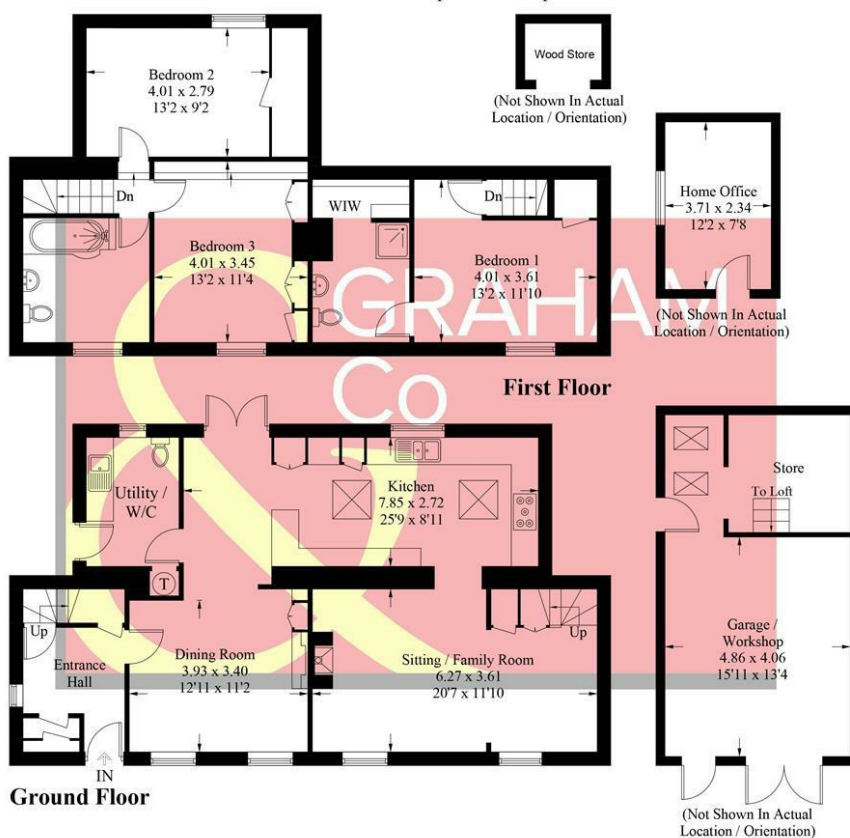 Bedroom 2
4.01 x 2.79
13'2 x 9'2
Wood Store
(Not Shown In Actual
Location / Orientation)
Dn
Bedroom 3
4.01 x 3.45
13'2 x 11'4
WIW
Dn
Bedroom 1
4.01 x 3.61
13'2 x 11'10
Home Office
3.71 x 2.34
12'2 x 7'8
(Not Shown In Actual
Location / Orientation)
GRAHAM
& Co
First Floor
Utility /
W/C
Kitchen
7.85 x 2.72
25'9 x 8'11
T
Store
To Loft
Up
Entrance
Hall
Dining Room
3.93 x 3.40
12'11 x 11'2
Sitting / Family Room
6.27 x 3.61
20'7 x 11'10
Up
Garage /
Workshop
4.86 x 4.06
15'11 x 13'4
IN
Ground Floor
(Not Shown In Actual
Location / Orientation)